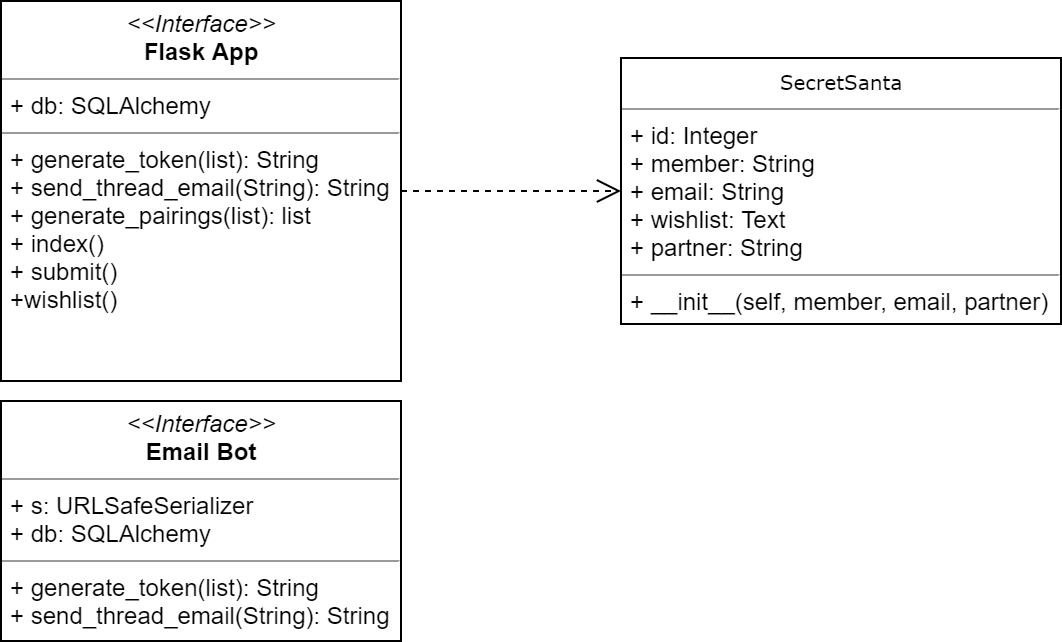 <<Interface>>
Flask App
+ db: SQLAlchemy
+ generate_token(list): String
+ send_thread_email(String): String
+ generate_pairings(list): list
+ index()
+ submit()
+wishlist()
SecretSanta
+ id: Integer
+ member: String
+ email: String
+ wishlist: Text
+ partner: String
+ __init__(self, member, email, partner)
<<Interface>>
Email Bot
+ s: URLSafeSerializer
+ db: SQLAlchemy
+ generate_token(list): String
+ send_thread_email(String): String